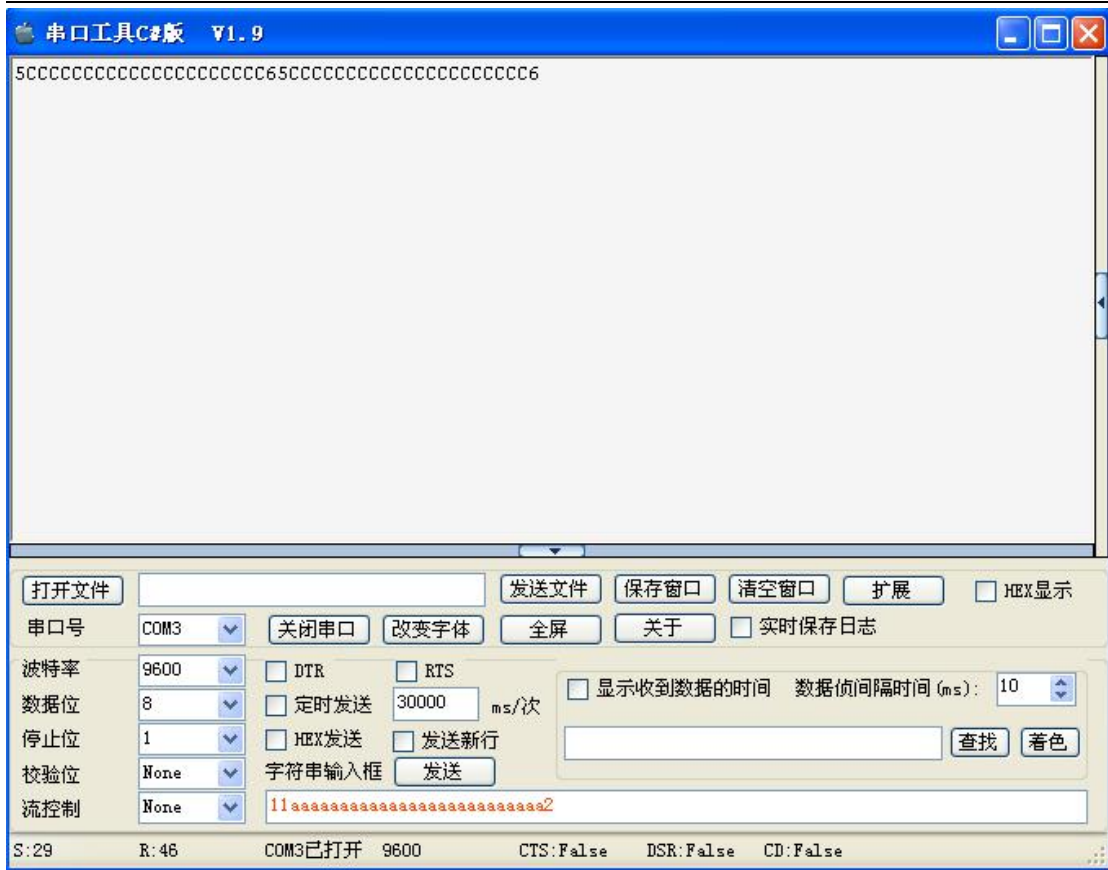 串口工具C#版 V1.9
5CCCCCCCCCCCCCCCCCCCCC65CCCCCCCCCCCCCCCCCCCCC6
打开文件 发送文件 保存窗口 清空窗口 扩展 HEX显示
串口号 COM3 关闭串口 改变字体 全屏 关于 实时保存日志
波特率 9600 DTR RTS 显示收到数据的时间 数据侦间隔时间(ms): 10
数据位 8 定时发送 30000 ms/次
停止位 1 HEX发送 发送新行 查找 着色
校验位 None 字符串输入框 发送
流控制 None 11aaaaaaaaaaaaaaaaaaaaaaaaaa2
S:29 R:46 COM3已打开 9600 CTS:False DSR:False CD:False